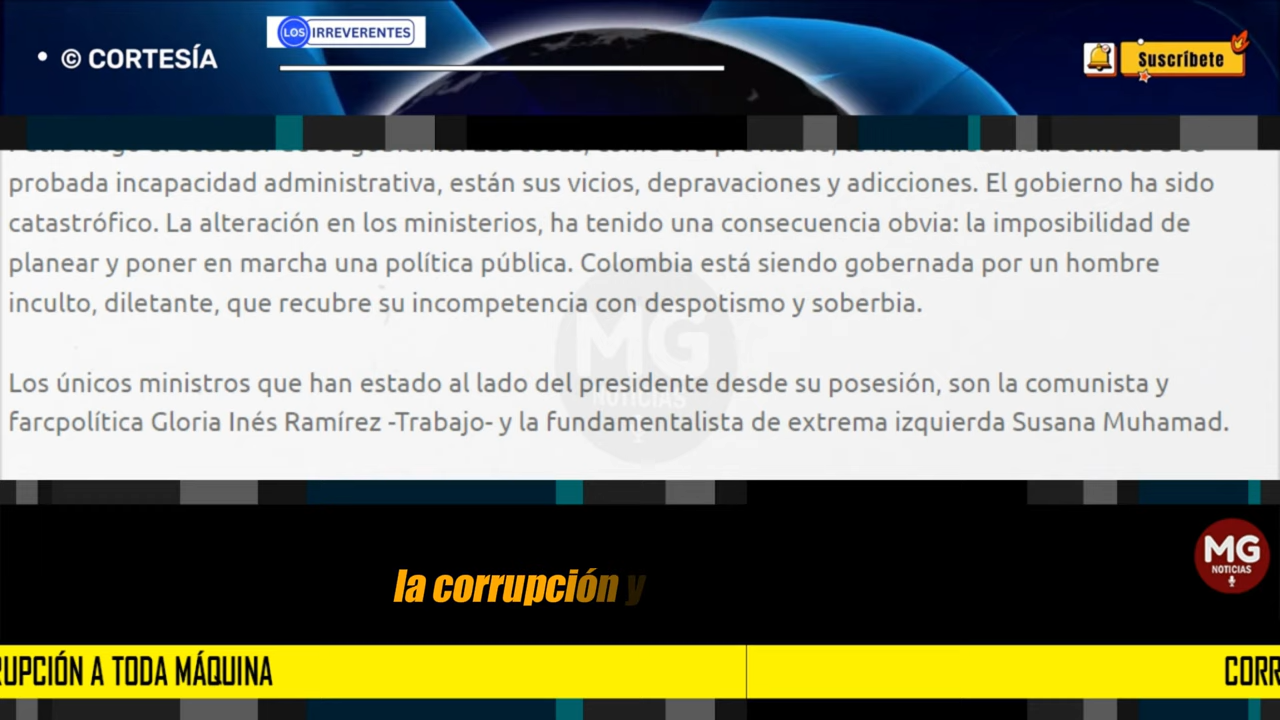 LOS IRREVERENTES
• © CORTESÍA
Suscríbete
probada incapacidad administrativa, están sus vicios, depravaciones y adicciones. El gobierno ha sido
catastrófico. La alteración en los ministerios, ha tenido una consecuencia obvia: la imposibilidad de
planear y poner en marcha una política pública. Colombia está siendo gobernada por un hombre
inculto, diletante, que recubre su incompetencia con despotismo y soberbia.
Los únicos ministros que han estado al lado del presidente desde su posesión, son la comunista y
farcpolítica Gloria Inés Ramírez -Trabajo- y la fundamentalista de extrema izquierda Susana Muhamad.
MG
NOTICIAS
la corrupción y
MG
NOTICIAS
RUPCIÓN A TODA MÁQUINA
CORR